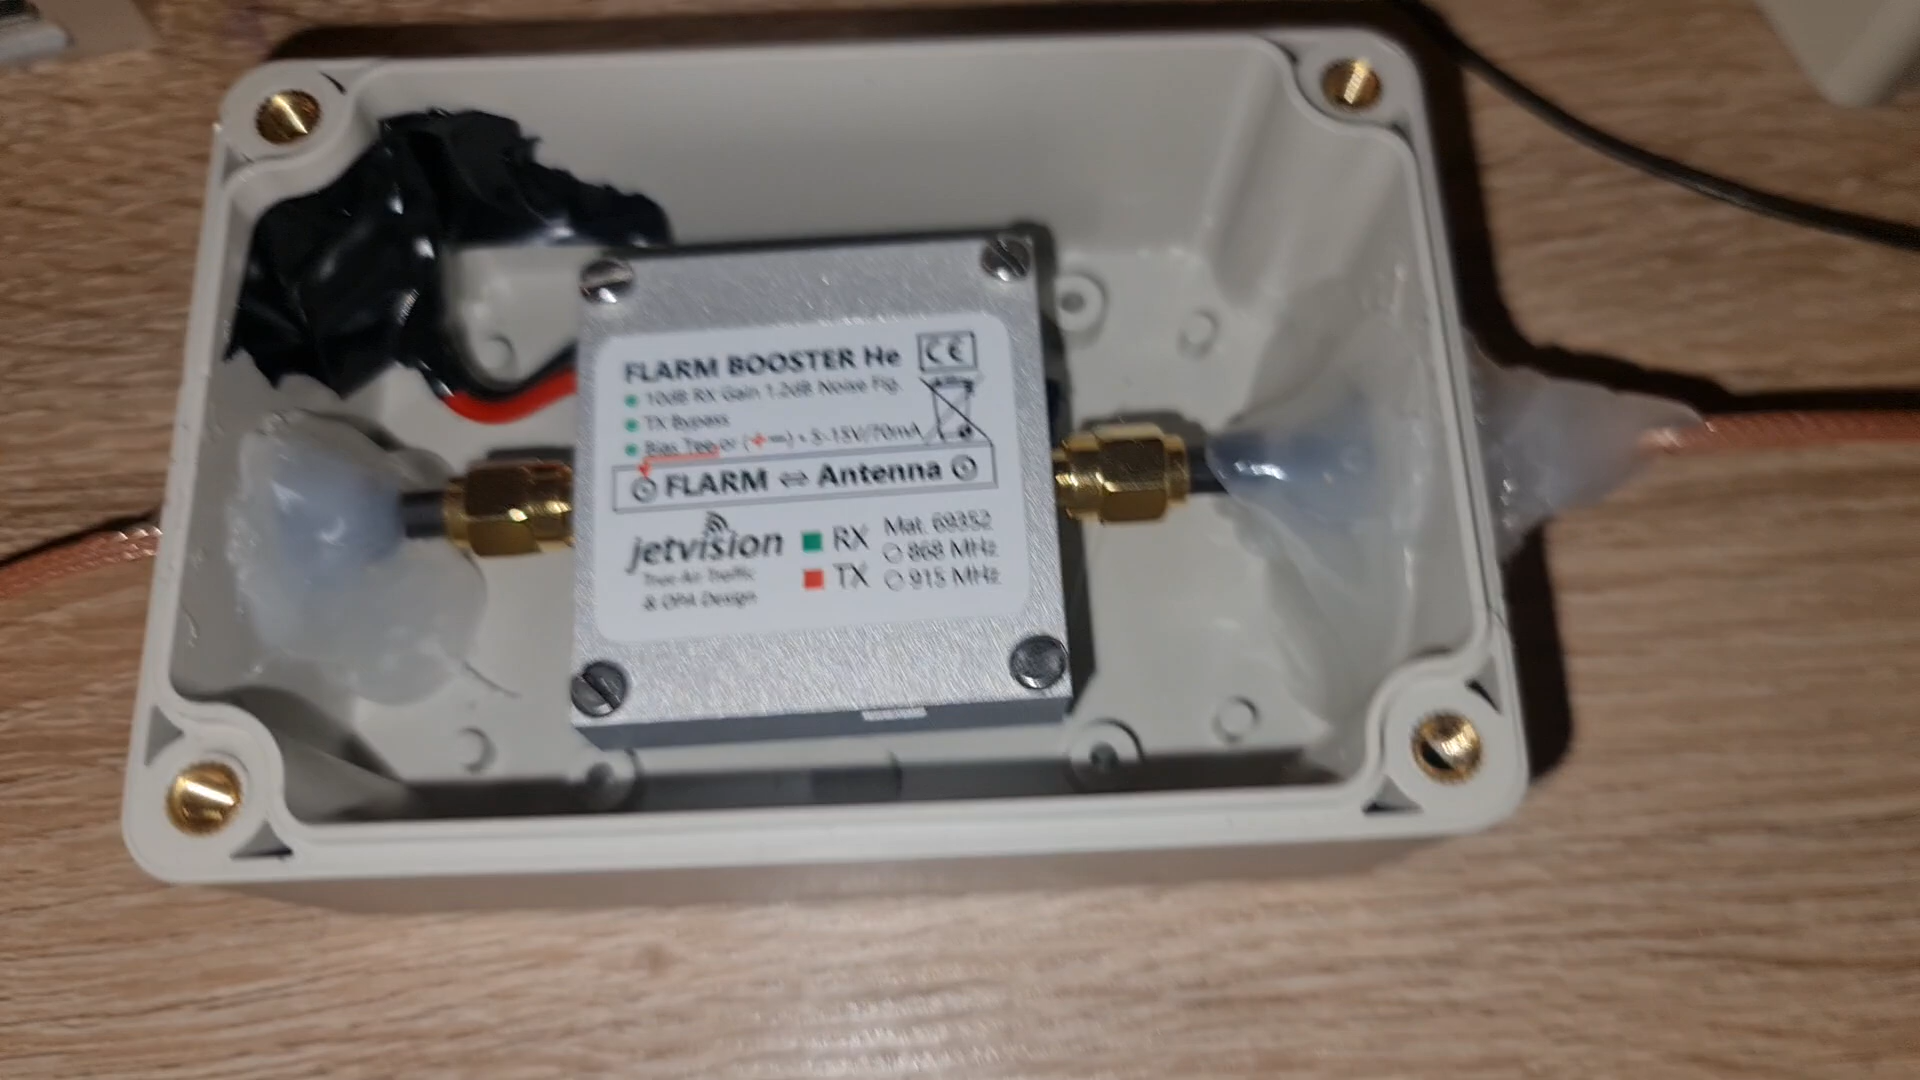 FLARM BOOSTER He CE
10dB RX Gain 1.2dB Noise Fig.
TX Bypass
Bias Tee or (+ ━) • 5-15V/70mA
FLARM ⇔ Antenna
jetvision
True Air Traffic
& OPA Design
RX
TX
Mat. 69352
868 MHz
915 MHz